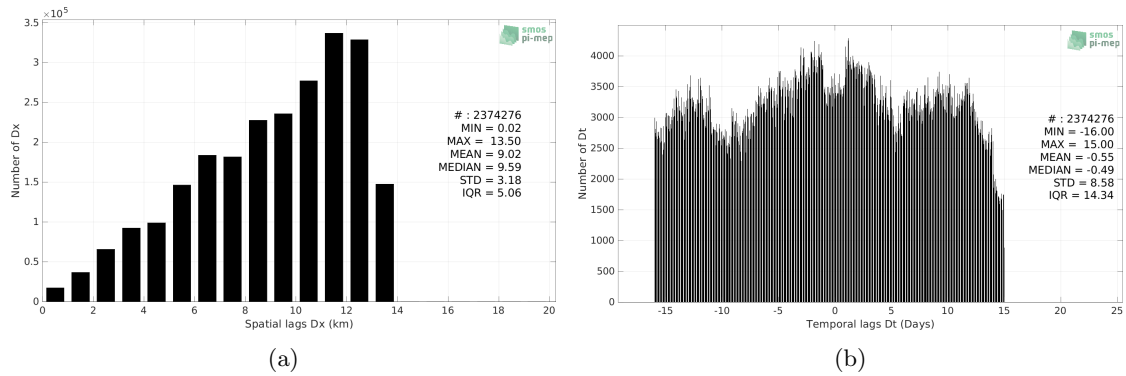 ×10⁵
3.5
3
2.5
2
1.5
1
0.5
0
Number of Dx
0 2 4 6 8 10 12 14 16 18 20
Spatial lags Dx (km)
smos
pi-mep
# : 2374276
MIN = 0.02
MAX = 13.50
MEAN = 9.02
MEDIAN = 9.59
STD = 3.18
IQR = 5.06
(a)
4500
4000
3500
3000
2500
2000
1500
1000
500
0
Number of Dt
-15 -10 -5 0 5 10 15 20 25
Temporal lags Dt (Days)
smos
pi-mep
# : 2374276
MIN = -16.00
MAX = 15.00
MEAN = -0.55
MEDIAN = -0.49
STD = 8.58
IQR = 14.34
(b)